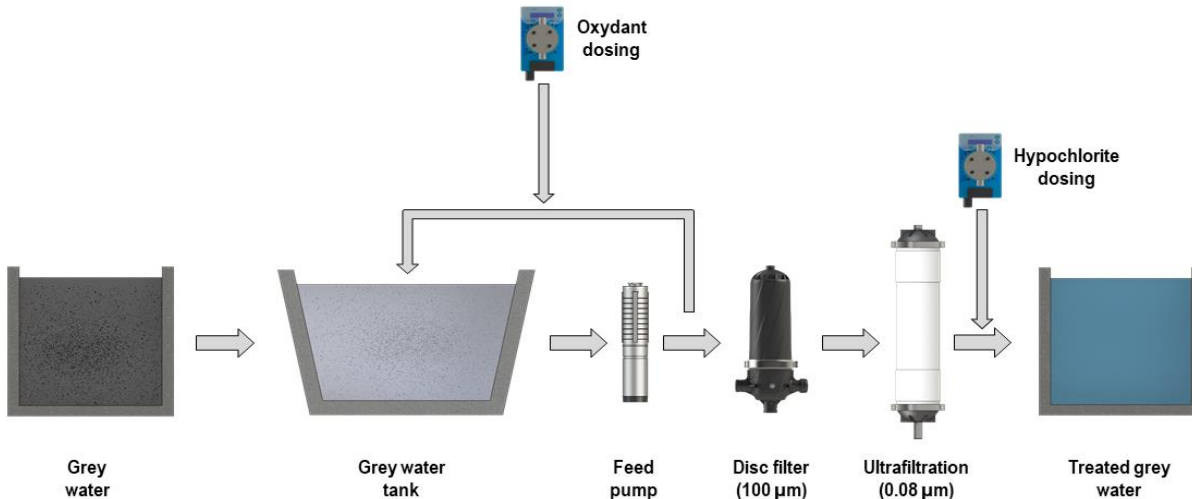 Oxydant
dosing
Hypochlorite
dosing
Grey
water
Grey water
tank
Feed
pump
Disc filter
(100 µm)
Ultrafiltration
(0.08 µm)
Treated grey
water